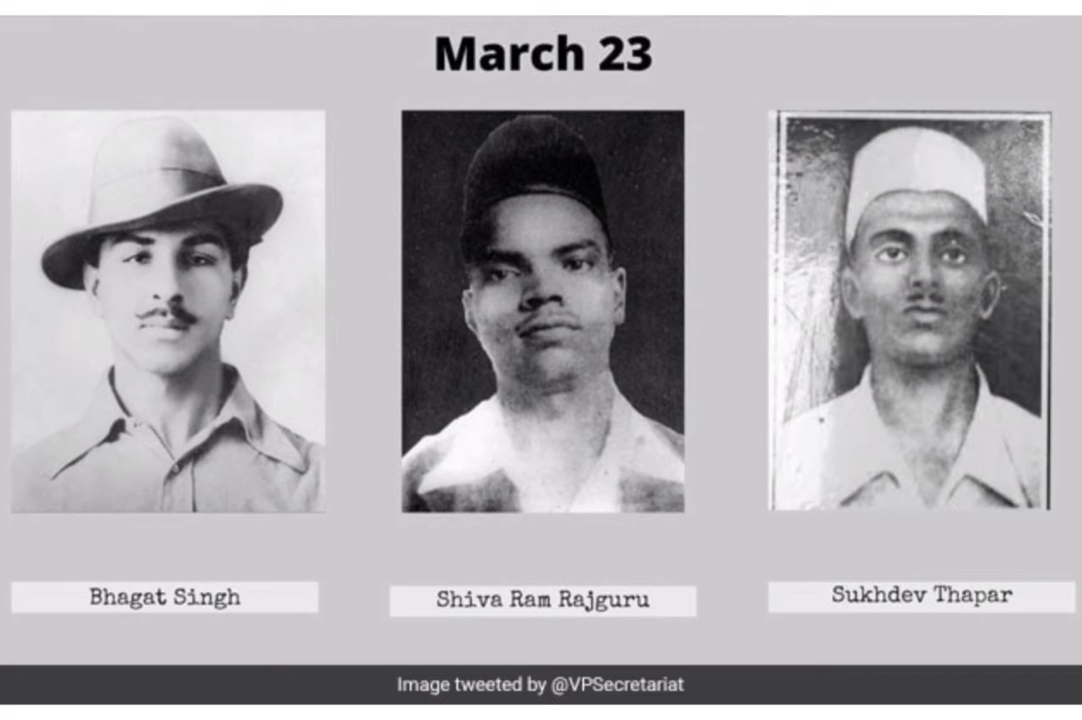 March 23
Bhagat Singh
Shiva Ram Rajguru
Sukhdev Thapar
Image tweeted by @VPSecretariat